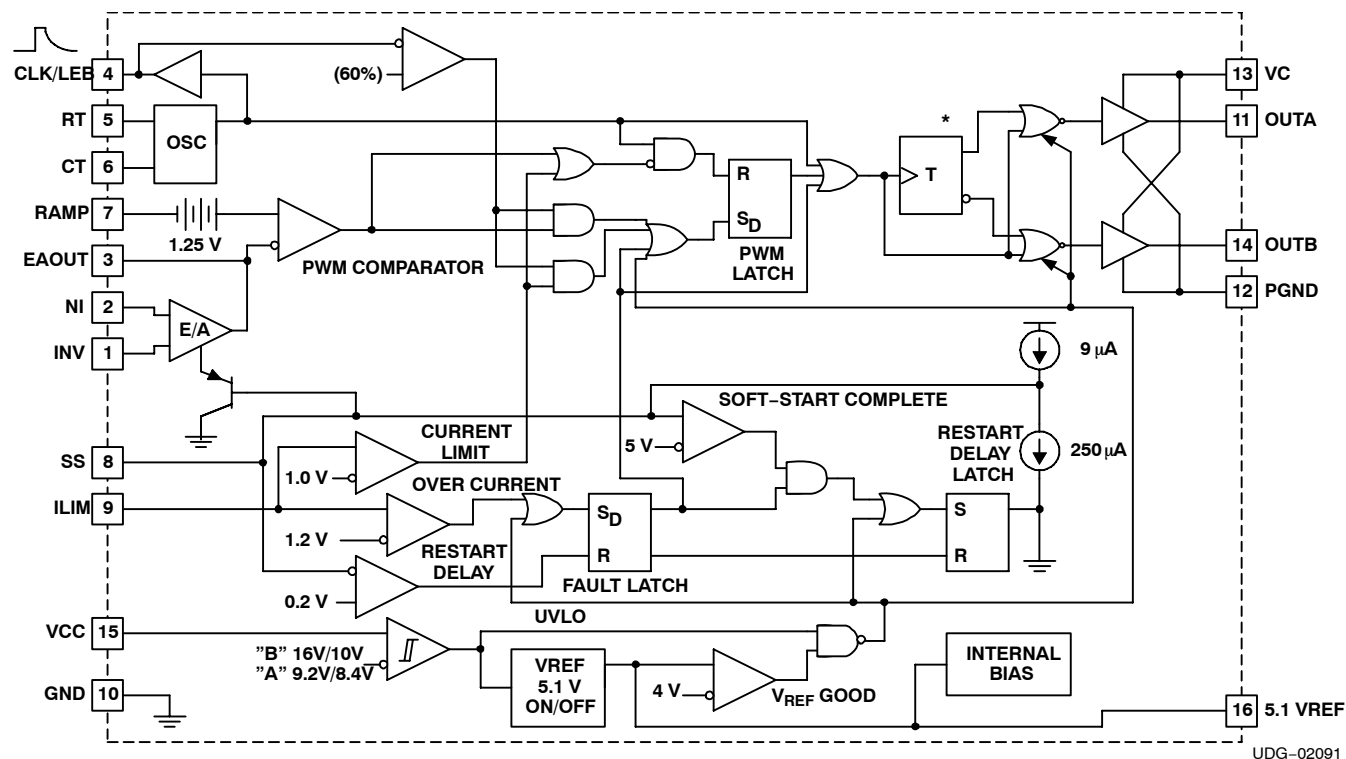 CLK/LEB 4
(60%)
13 VC
RT 5
OSC
*
11 OUTA
CT 6
R
T
RAMP 7
SD
1.25 V
PWM COMPARATOR
PWM
LATCH
EAOUT 3
14 OUTB
NI 2
12 PGND
E/A
INV 1
9 µA
SOFT−START COMPLETE
CURRENT
LIMIT
5 V
RESTART
DELAY
LATCH
250 µA
SS 8
1.0 V
OVER CURRENT
ILIM 9
SD
S
1.2 V
RESTART
DELAY
R
R
FAULT LATCH
0.2 V
UVLO
VCC 15
”B” 16V/10V
”A” 9.2V/8.4V
VREF
5.1 V
ON/OFF
INTERNAL
BIAS
4 V
VREF GOOD
GND 10
16 5.1 VREF
UDG−02091